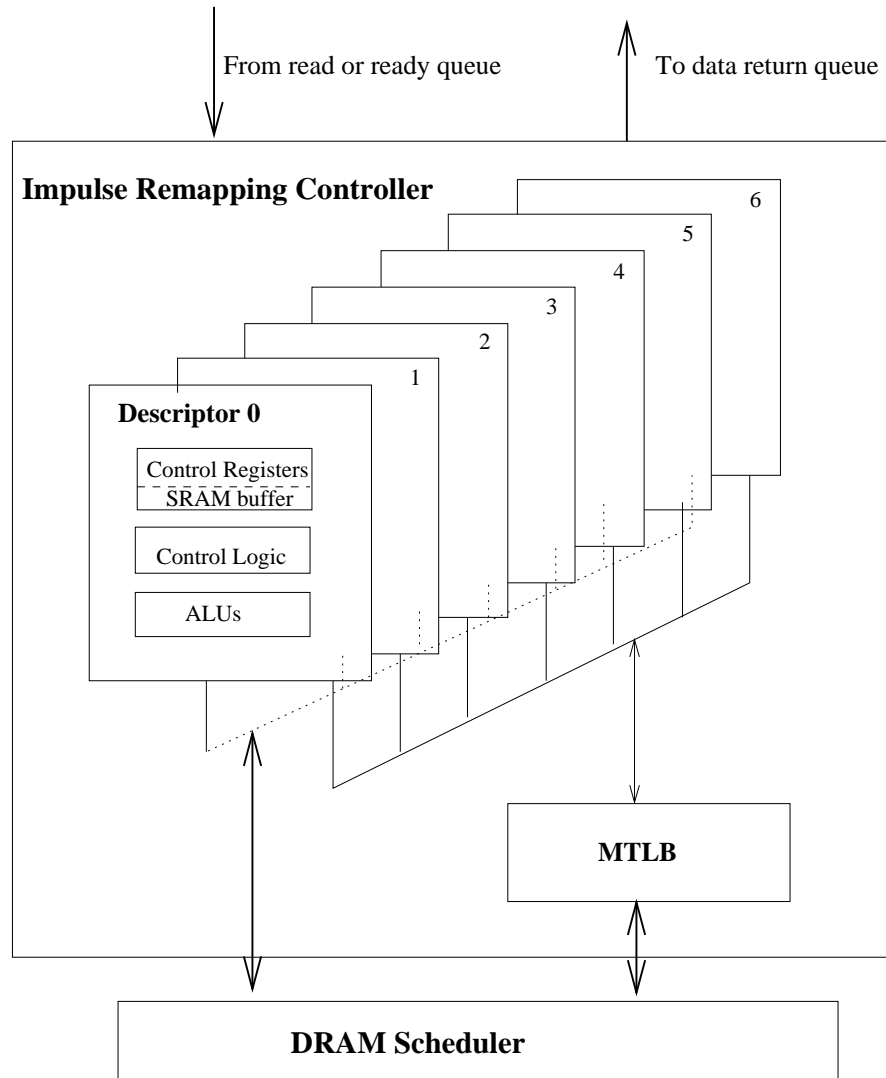 From read or ready queue
To data return queue
Impulse Remapping Controller
6
5
4
3
2
1
Descriptor 0
Control Registers
SRAM buffer
Control Logic
ALUs
MTLB
DRAM Scheduler